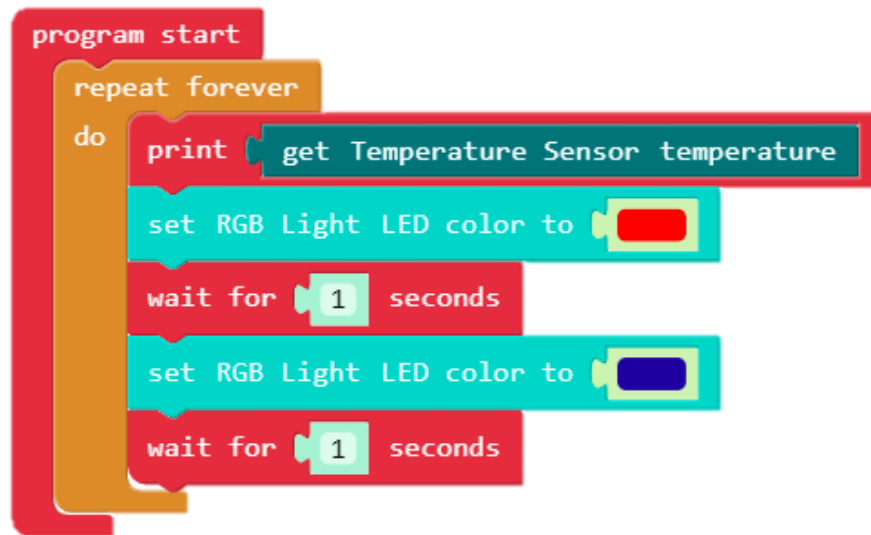 program start
repeat forever
do
print get Temperature Sensor temperature
set RGB Light LED color to
wait for 1 seconds
set RGB Light LED color to
wait for 1 seconds